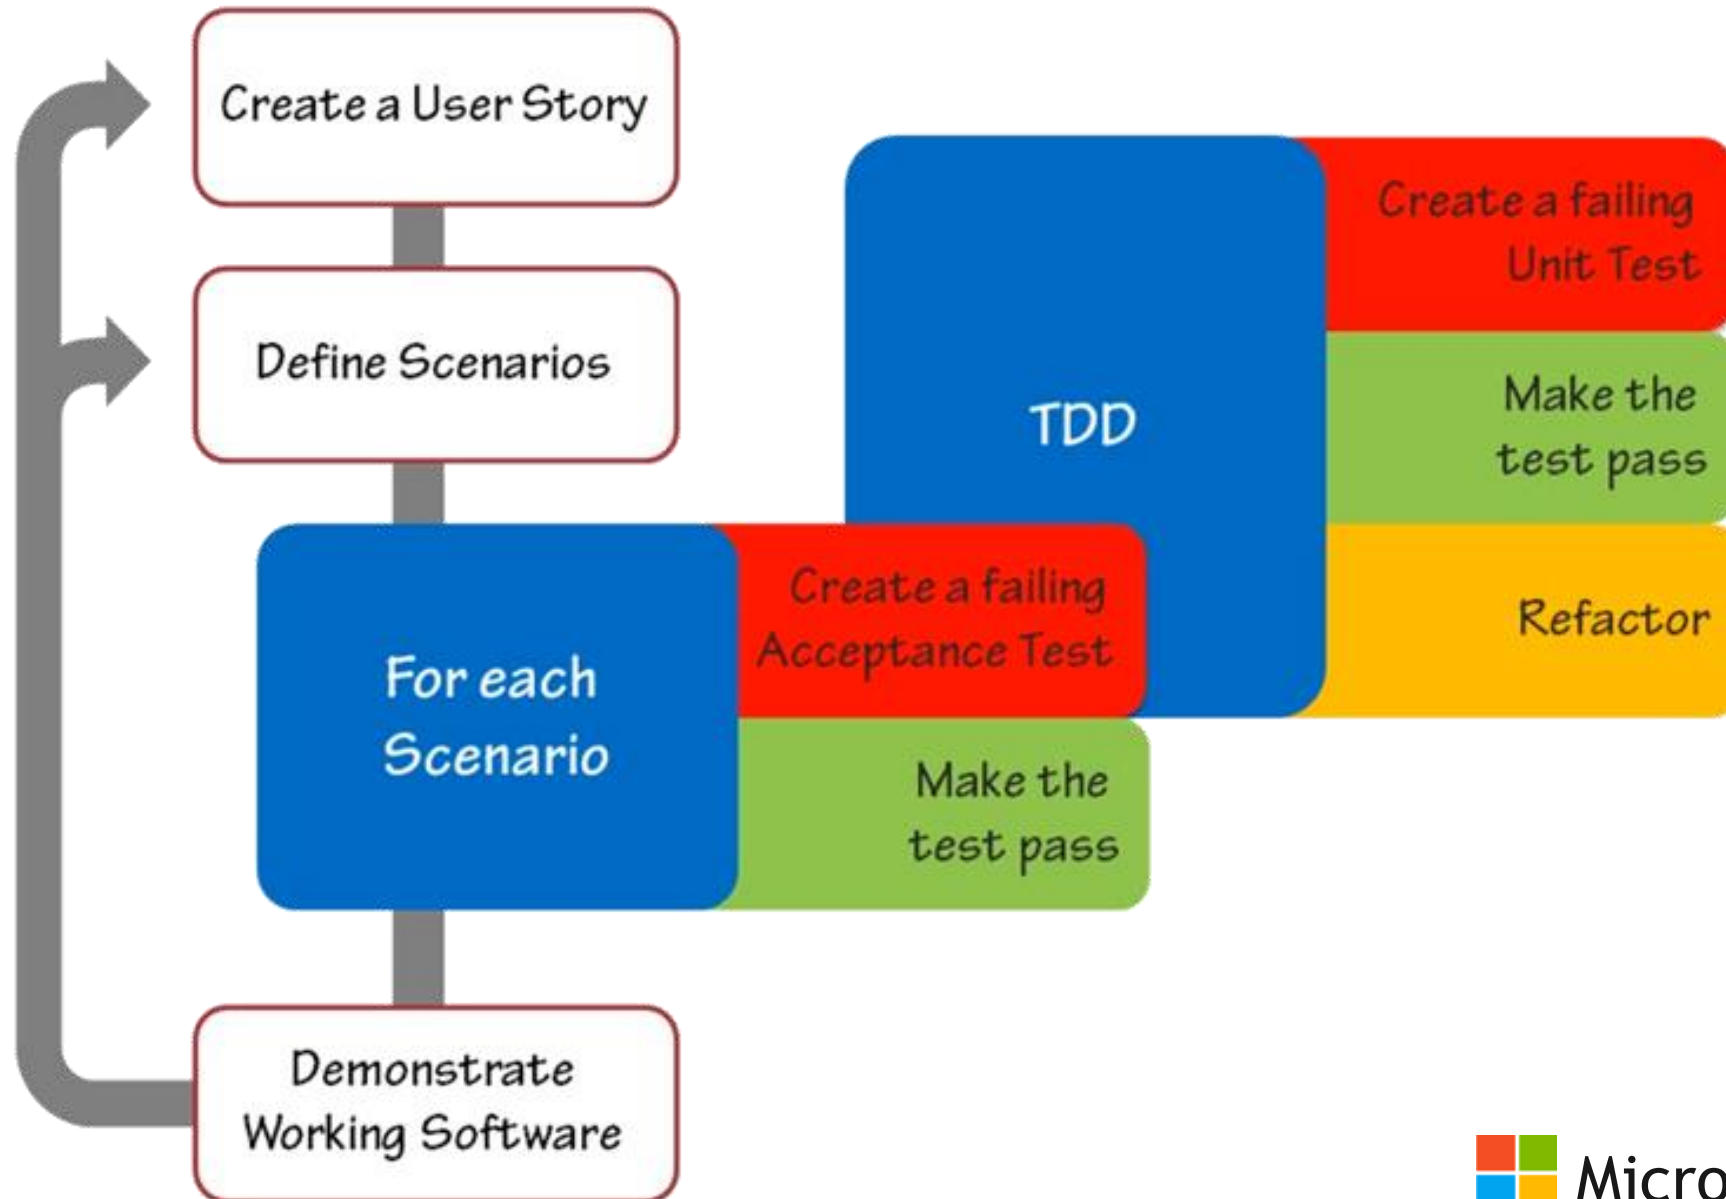 Create a User Story
Define Scenarios
For each
Scenario
Create a failing
Acceptance Test
Make the
test pass
TDD
Create a failing
Unit Test
Make the
test pass
Refactor
Demonstrate
Working Software
Micro